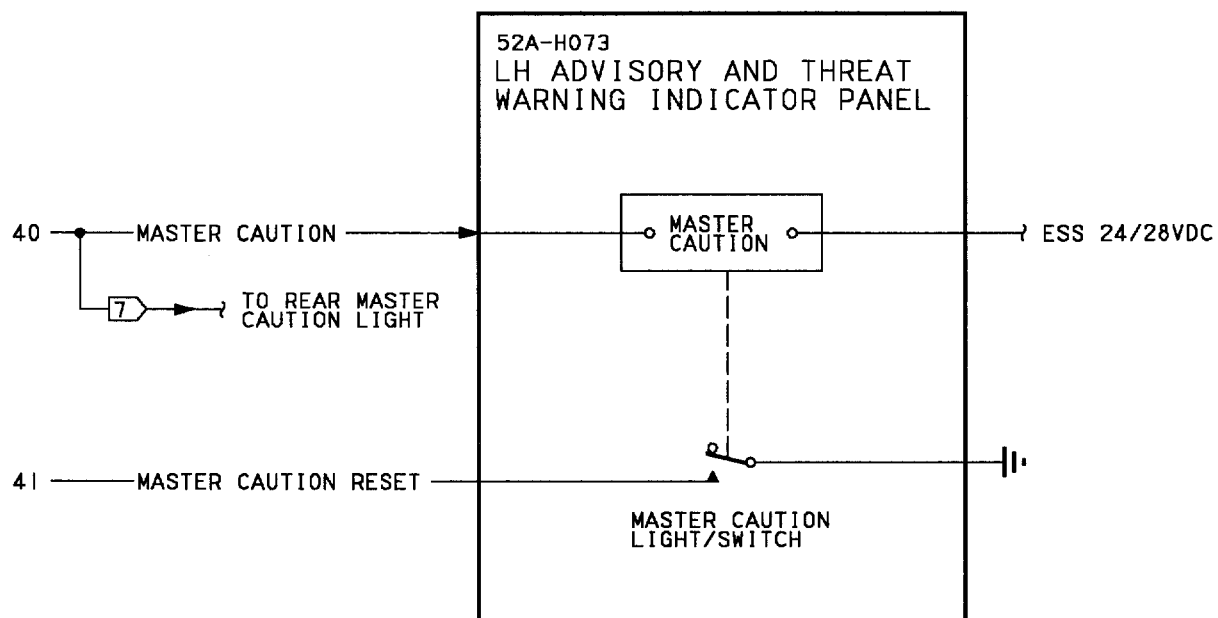 52A-H073
LH ADVISORY AND THREAT
WARNING INDICATOR PANEL
40 MASTER CAUTION
MASTER
CAUTION
ESS 24/28VDC
7
TO REAR MASTER
CAUTION LIGHT
41 MASTER CAUTION RESET
MASTER CAUTION
LIGHT/SWITCH